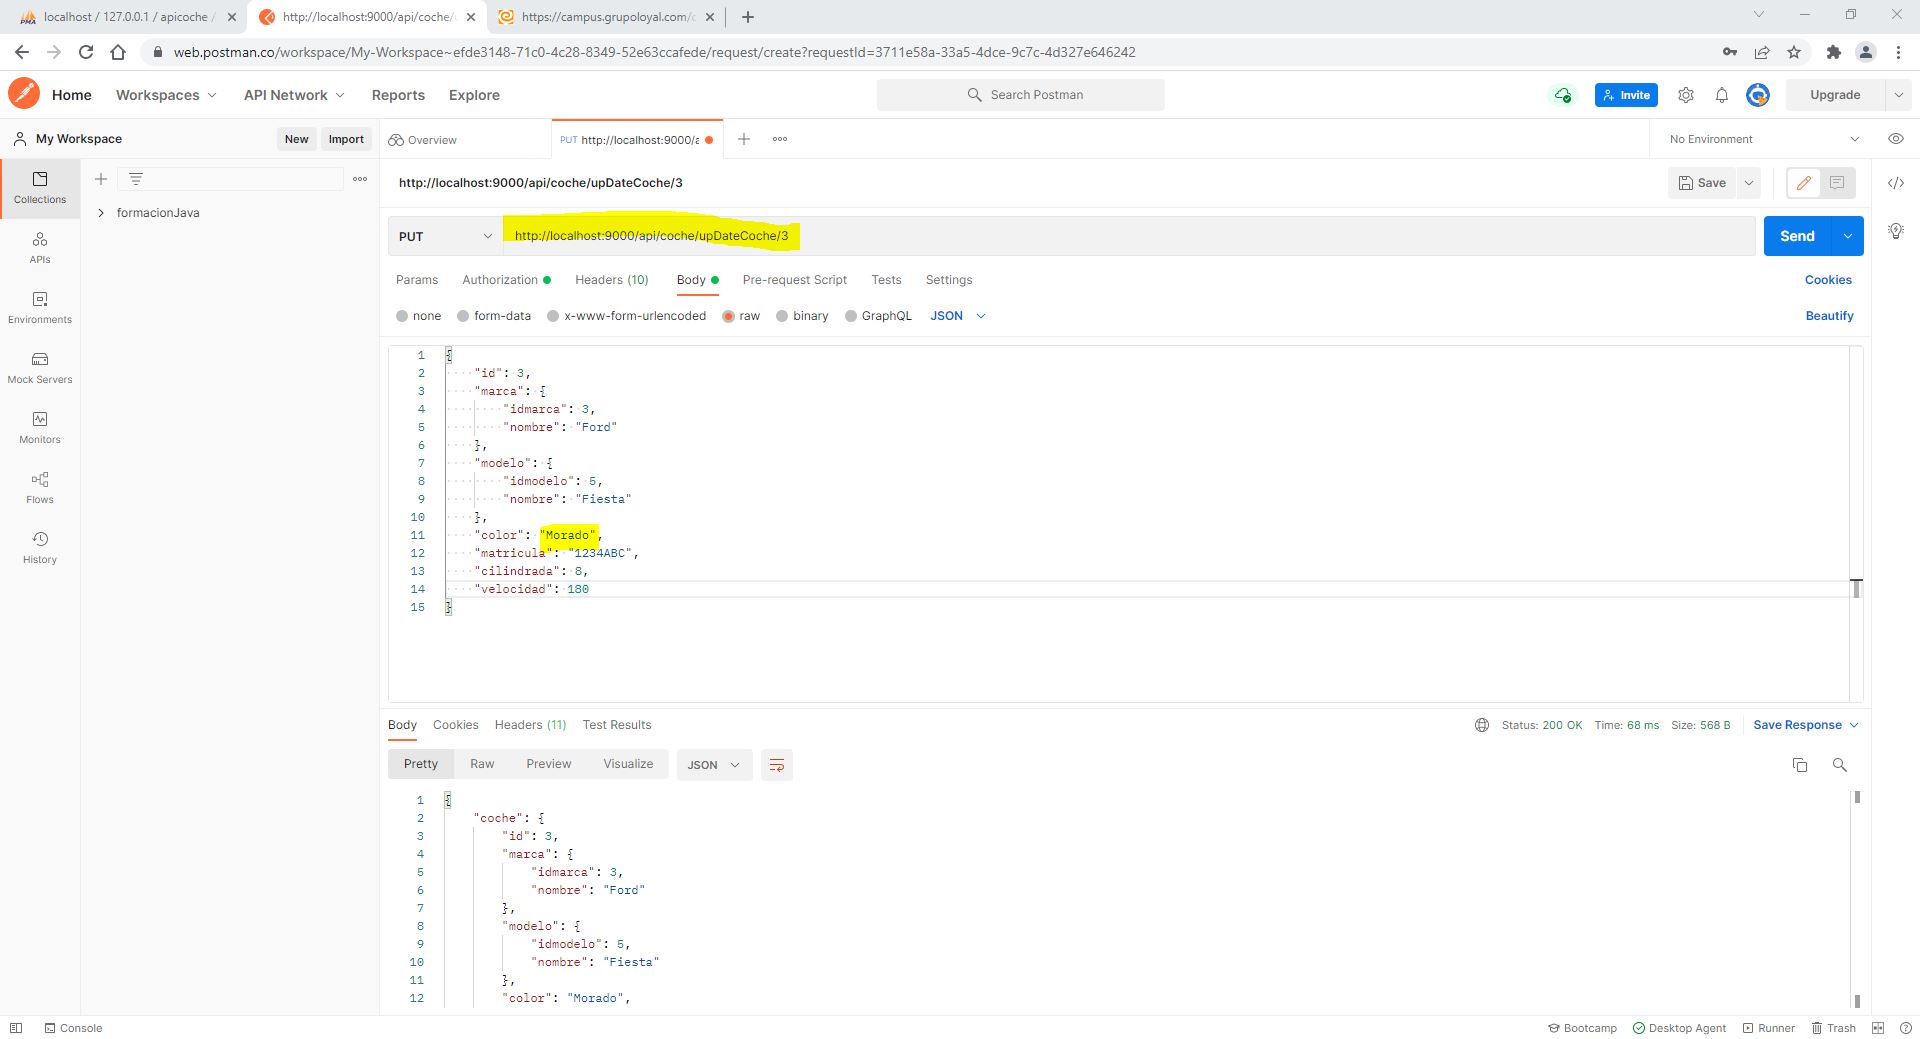 localhost / 127.0.0.1 / apicoche /
http://localhost:9000/api/coche/u
https://campus.grupoloyal.com/c
web.postman.co/workspace/My-Workspace~efde3148-71c0-4c28-8349-52e63ccafede/request/create?requestId=3711e58a-33a5-4dce-9c7c-4d327e646242
Home Workspaces API Network Reports Explore Search Postman Invite Upgrade
My Workspace New Import Overview PUT http://localhost:9000/a No Environment
Collections
APIs
Environments
Mock Servers
Monitors
Flows
History
formacionJava
http://localhost:9000/api/coche/upDateCoche/3 Save
PUT http://localhost:9000/api/coche/upDateCoche/3 Send
Params Authorization Headers (10) Body Pre-request Script Tests Settings Cookies
none form-data x-www-form-urlencoded raw binary GraphQL JSON Beautify
1 {
2 "id": 3,
3 "marca": {
4 "idmarca": 3,
5 "nombre": "Ford"
6 },
7 "modelo": {
8 "idmodelo": 5,
9 "nombre": "Fiesta"
10 },
11 "color": "Morado",
12 "matricula": "1234ABC",
13 "cilindrada": 8,
14 "velocidad": 180
15 }
Body Cookies Headers (11) Test Results Status: 200 OK Time: 68 ms Size: 568 B Save Response
Pretty Raw Preview Visualize JSON
1 {
2 "coche": {
3 "id": 3,
4 "marca": {
5 "idmarca": 3,
6 "nombre": "Ford"
7 },
8 "modelo": {
9 "idmodelo": 5,
10 "nombre": "Fiesta"
11 },
12 "color": "Morado",
Console Bootcamp Desktop Agent Runner Trash